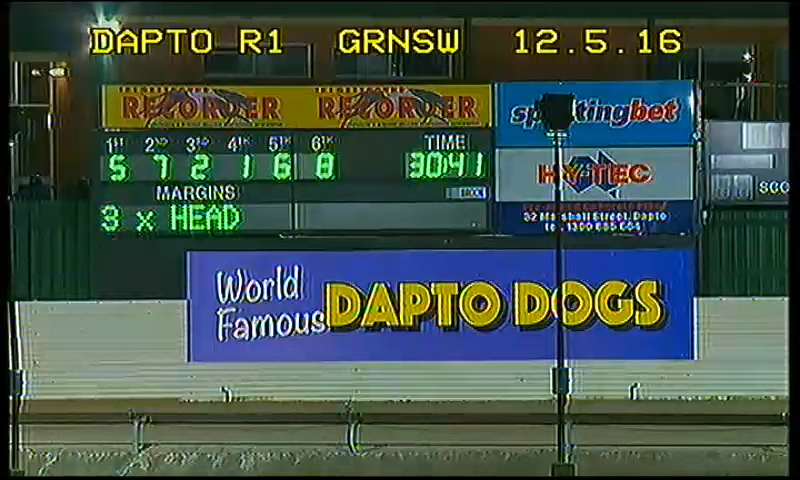 DAPTO R1 GRNSW 12.5.16
RECORDER RECORDER
sportingbet
1ST 2ND 3RD 4TH 5TH 6TH TIME
5 7 2 1 6 8 30:41
HY-TEC
MARGINS
3 x HEAD
SCO
32 Marshall Street, Dapto
World Famous DAPTO DOGS